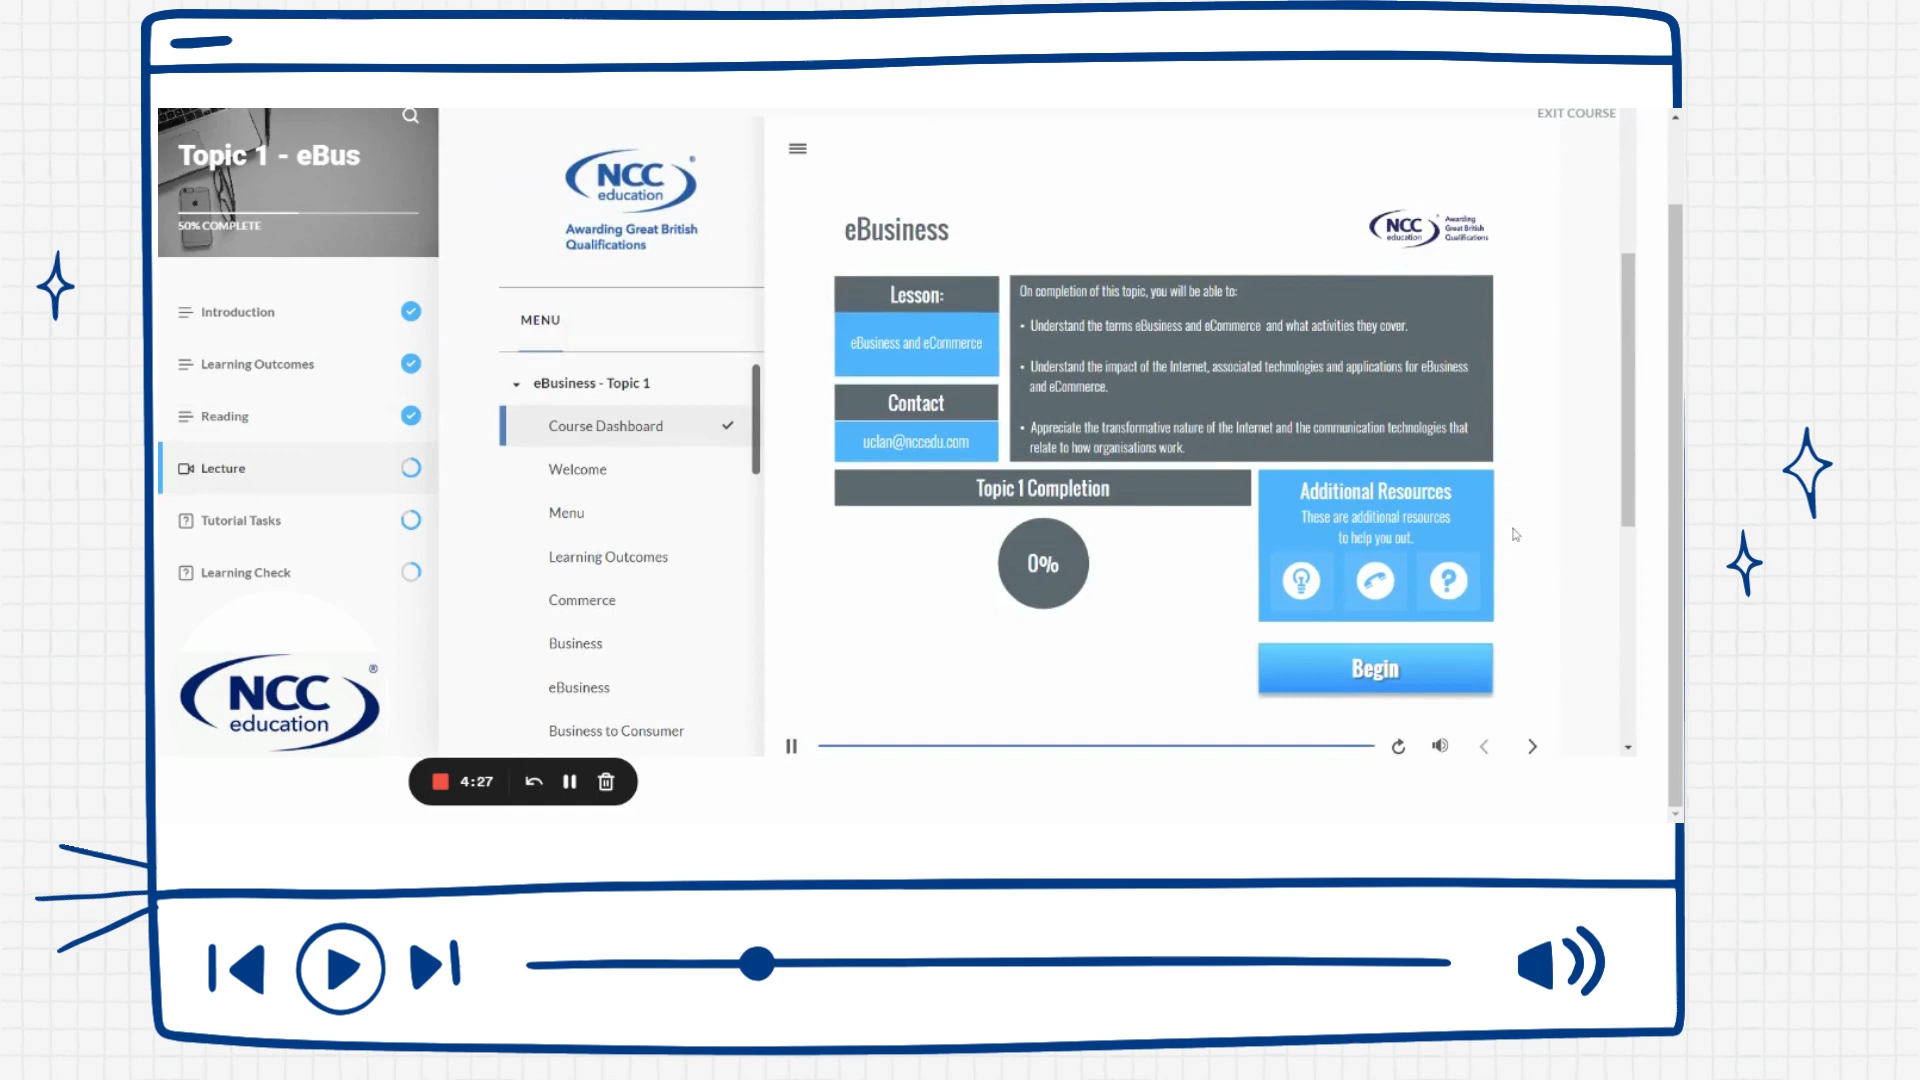 EXIT COURSE
Topic 1 - eBus
50% COMPLETE
Introduction
Learning Outcomes
Reading
Lecture
Tutorial Tasks
Learning Check
NCC
education
®
NCC
education
®
Awarding Great British
Qualifications
MENU
eBusiness - Topic 1
Course Dashboard
Welcome
Menu
Learning Outcomes
Commerce
Business
eBusiness
Business to Consumer
eBusiness
NCC
education
Awarding
Great British
Qualifications
Lesson:
eBusiness and eCommerce
Contact
uclan@nccedu.com
On completion of this topic, you will be able to:
• Understand the terms eBusiness and eCommerce and what activities they cover.
• Understand the impact of the Internet, associated technologies and applications for eBusiness
and eCommerce.
• Appreciate the transformative nature of the Internet and the communication technologies that
relate to how organisations work.
Topic 1 Completion
0%
Additional Resources
These are additional resources
to help you out.
Begin
4:27